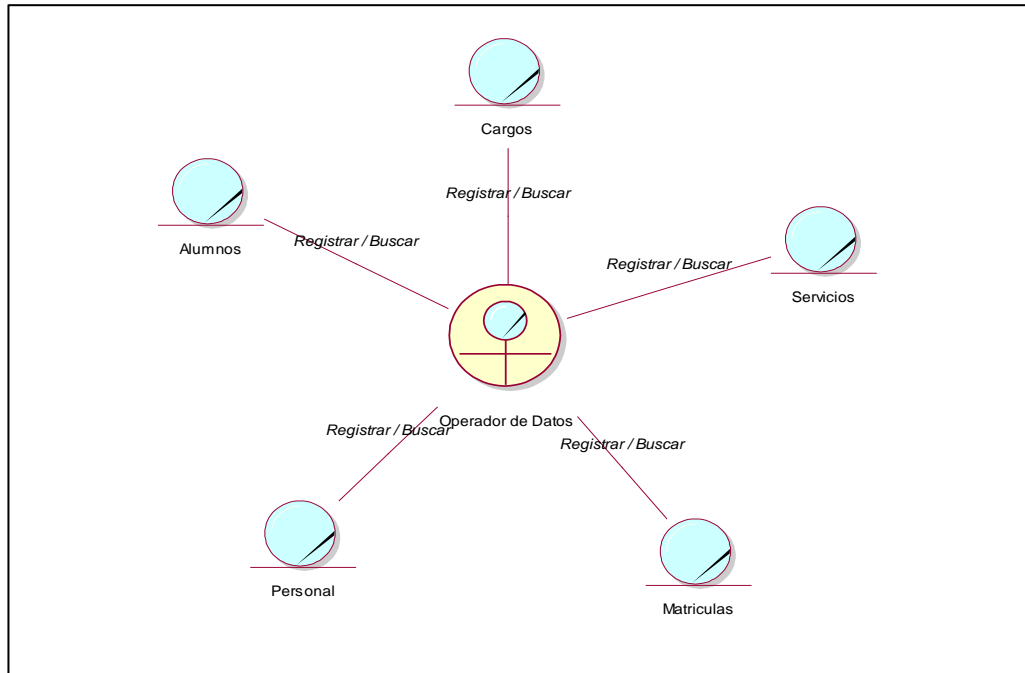 Cargos
Registrar / Buscar
Alumnos
Registrar / Buscar
Registrar / Buscar
Servicios
Operador de Datos
Registrar / Buscar
Registrar / Buscar
Personal
Matriculas